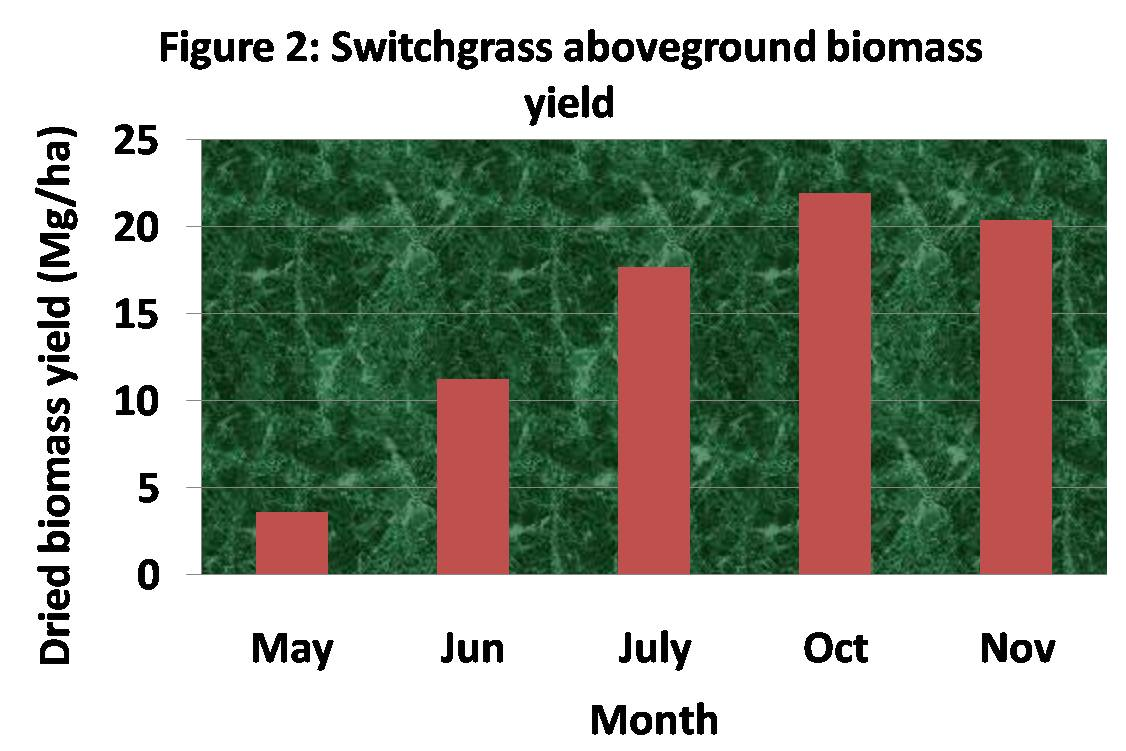 Figure 2: Switchgrass aboveground biomass
yield
Dried biomass yield (Mg/ha)
25
20
15
10
5
0
May Jun July Oct Nov
Month